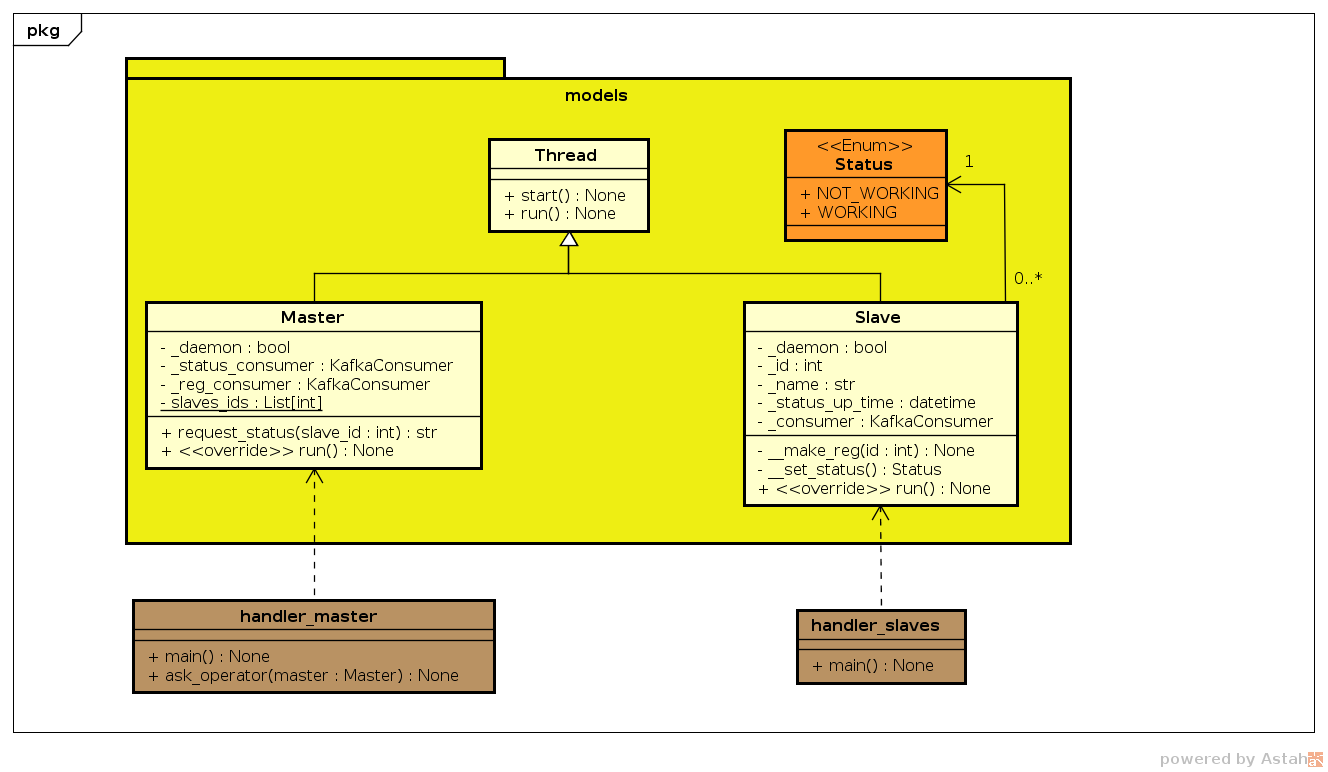 pkg
models
Thread
+ start() : None
+ run() : None
<<Enum>>
Status
+ NOT_WORKING
+ WORKING
1
0..*
Master
- _daemon : bool
- _status_consumer : KafkaConsumer
- _reg_consumer : KafkaConsumer
- slaves_ids : List[int]
+ request_status(slave_id : int) : str
+ <<override>> run() : None
Slave
- _daemon : bool
- _id : int
- _name : str
- _status_up_time : datetime
- _consumer : KafkaConsumer
- __make_reg(id : int) : None
- __set_status() : Status
+ <<override>> run() : None
handler_master
+ main() : None
+ ask_operator(master : Master) : None
handler_slaves
+ main() : None
powered by Astah